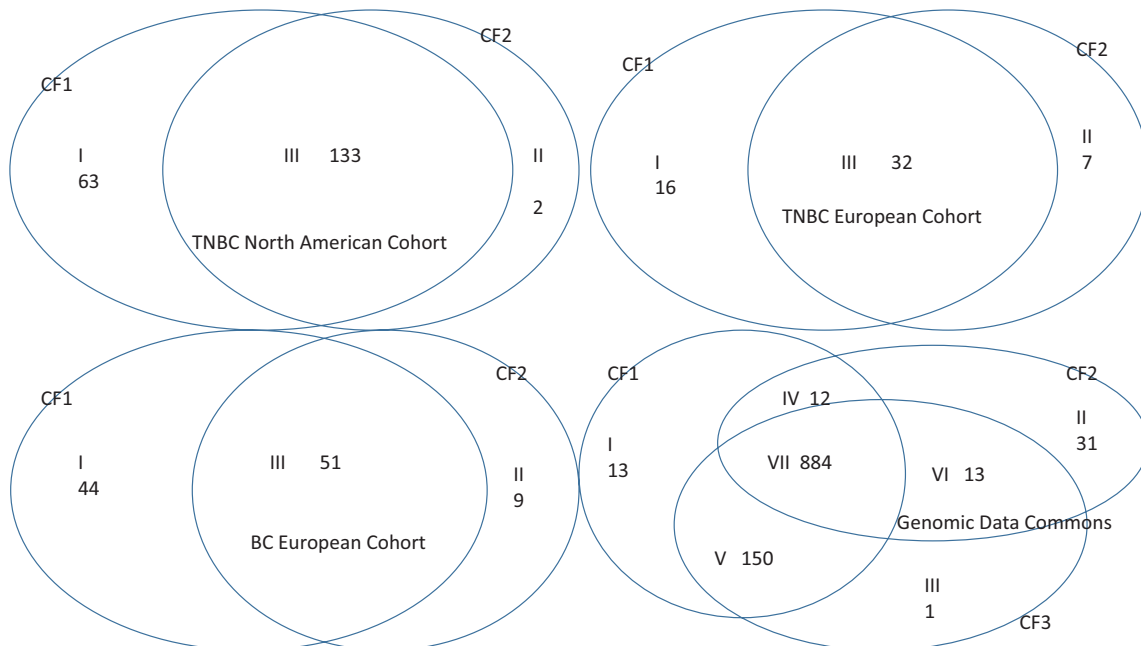 CF1
CF2
I
63
III 133
II
2
TNBC North American Cohort
CF1
CF2
I
16
III 32
II
7
TNBC European Cohort
CF1
CF2
I
44
III 51
II
9
BC European Cohort
CF1
CF2
IV 12
I
13
II
31
VII 884
VI 13
Genomic Data Commons
V 150
III
1
CF3